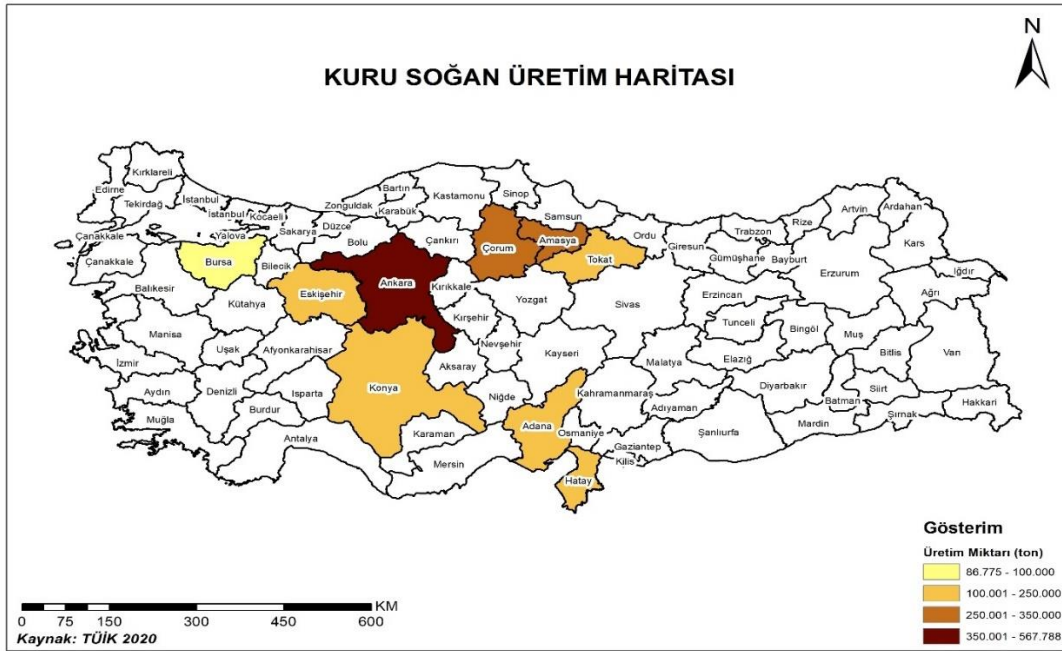 N
KURU SOĞAN ÜRETİM HARİTASI
Kırklareli
Edirne
Tekirdağ
İstanbul
İstanbul
Kocaeli
Yalova
Sakarya
Düzce
Zonguldak
Bartın
Karabük
Kastamonu
Sinop
Samsun
Bolu
Çankırı
Çorum
Amasya
Tokat
Ordu
Giresun
Trabzon
Gümüşhane
Bayburt
Rize
Artvin
Ardahan
Kars
Iğdır
Çanakkale
Çanakkale
Bursa
Bilecik
Balıkesir
Kütahya
Eskişehir
Ankara
Kırıkkale
Kırşehir
Yozgat
Sivas
Erzincan
Erzurum
Ağrı
Manisa
Uşak
Afyonkarahisar
Nevşehir
Kayseri
Malatya
Tunceli
Elazığ
Bingöl
Muş
Bitlis
Van
İzmir
Aydın
Denizli
Isparta
Konya
Aksaray
Niğde
Kahramanmaraş
Adıyaman
Diyarbakır
Batman
Siirt
Şırnak
Hakkari
Muğla
Burdur
Antalya
Karaman
Mersin
Adana
Osmaniye
Gaziantep
Kilis
Şanlıurfa
Mardin
Hatay
Gösterim
Üretim Miktarı (ton)
86.775 - 100.000
100.001 - 250.000
250.001 - 350.000
350.001 - 567.788
KM
0 75 150 300 450 600
Kaynak: TÜİK 2020